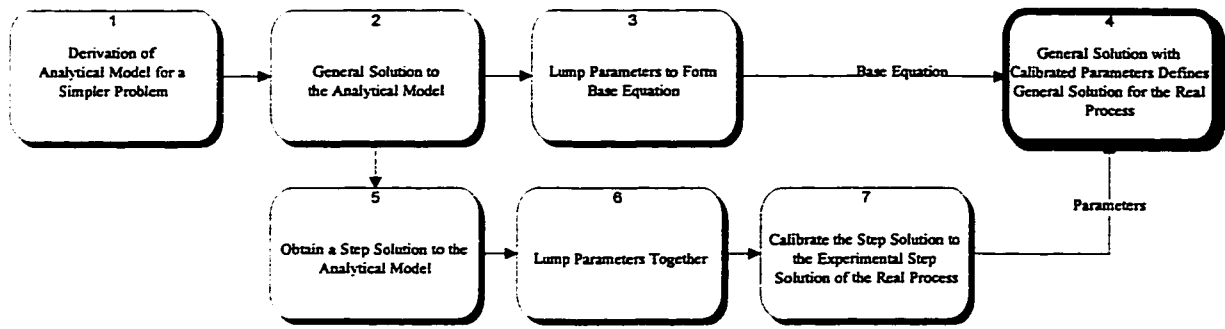 1
Derivation of
Analytical Model for a
Simpler Problem
2
General Solution to
the Analytical Model
3
Lump Parameters to Form
Base Equation
Base Equation
4
General Solution with
Calibrated Parameters Defines
General Solution for the Real
Process
5
Obtain a Step Solution to the
Analytical Model
6
Lump Parameters Together
7
Calibrate the Step Solution to
the Experimental Step
Solution of the Real Process
Parameters